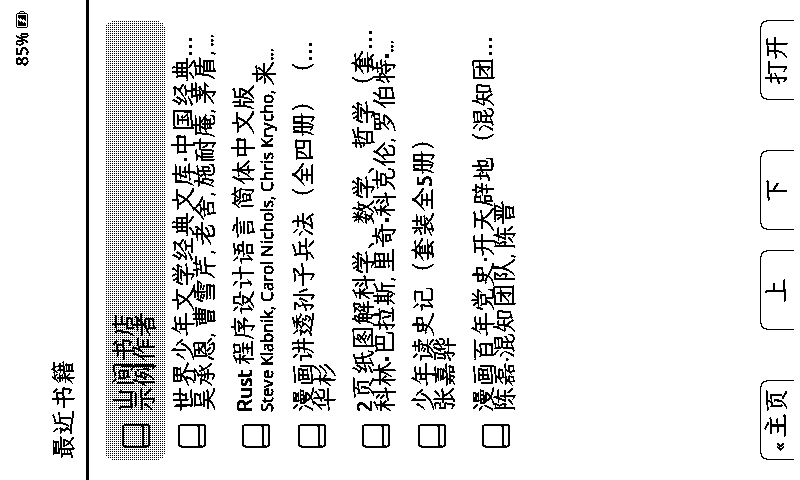 85%
最近书籍
山间书店
示例作者
世界少年文学经典文库·中国经典...
吴承恩, 曹雪芹, 老舍, 施耐庵, 茅盾,...
Rust 程序设计语言 简体中文版
Steve Klabnik, Carol Nichols, Chris Krycho, 来...
漫画讲透孙子兵法（全四册）（...
华杉
2页纸图解科学、数学、哲学（套...
科林·巴拉斯, 里奇·科克伦, 罗伯特·...
少年读史记（套装全5册）
张嘉骅
漫画百年党史·开天辟地（混知团...
陈磊·混知团队, 陈晋
« 主页
上
下
打开